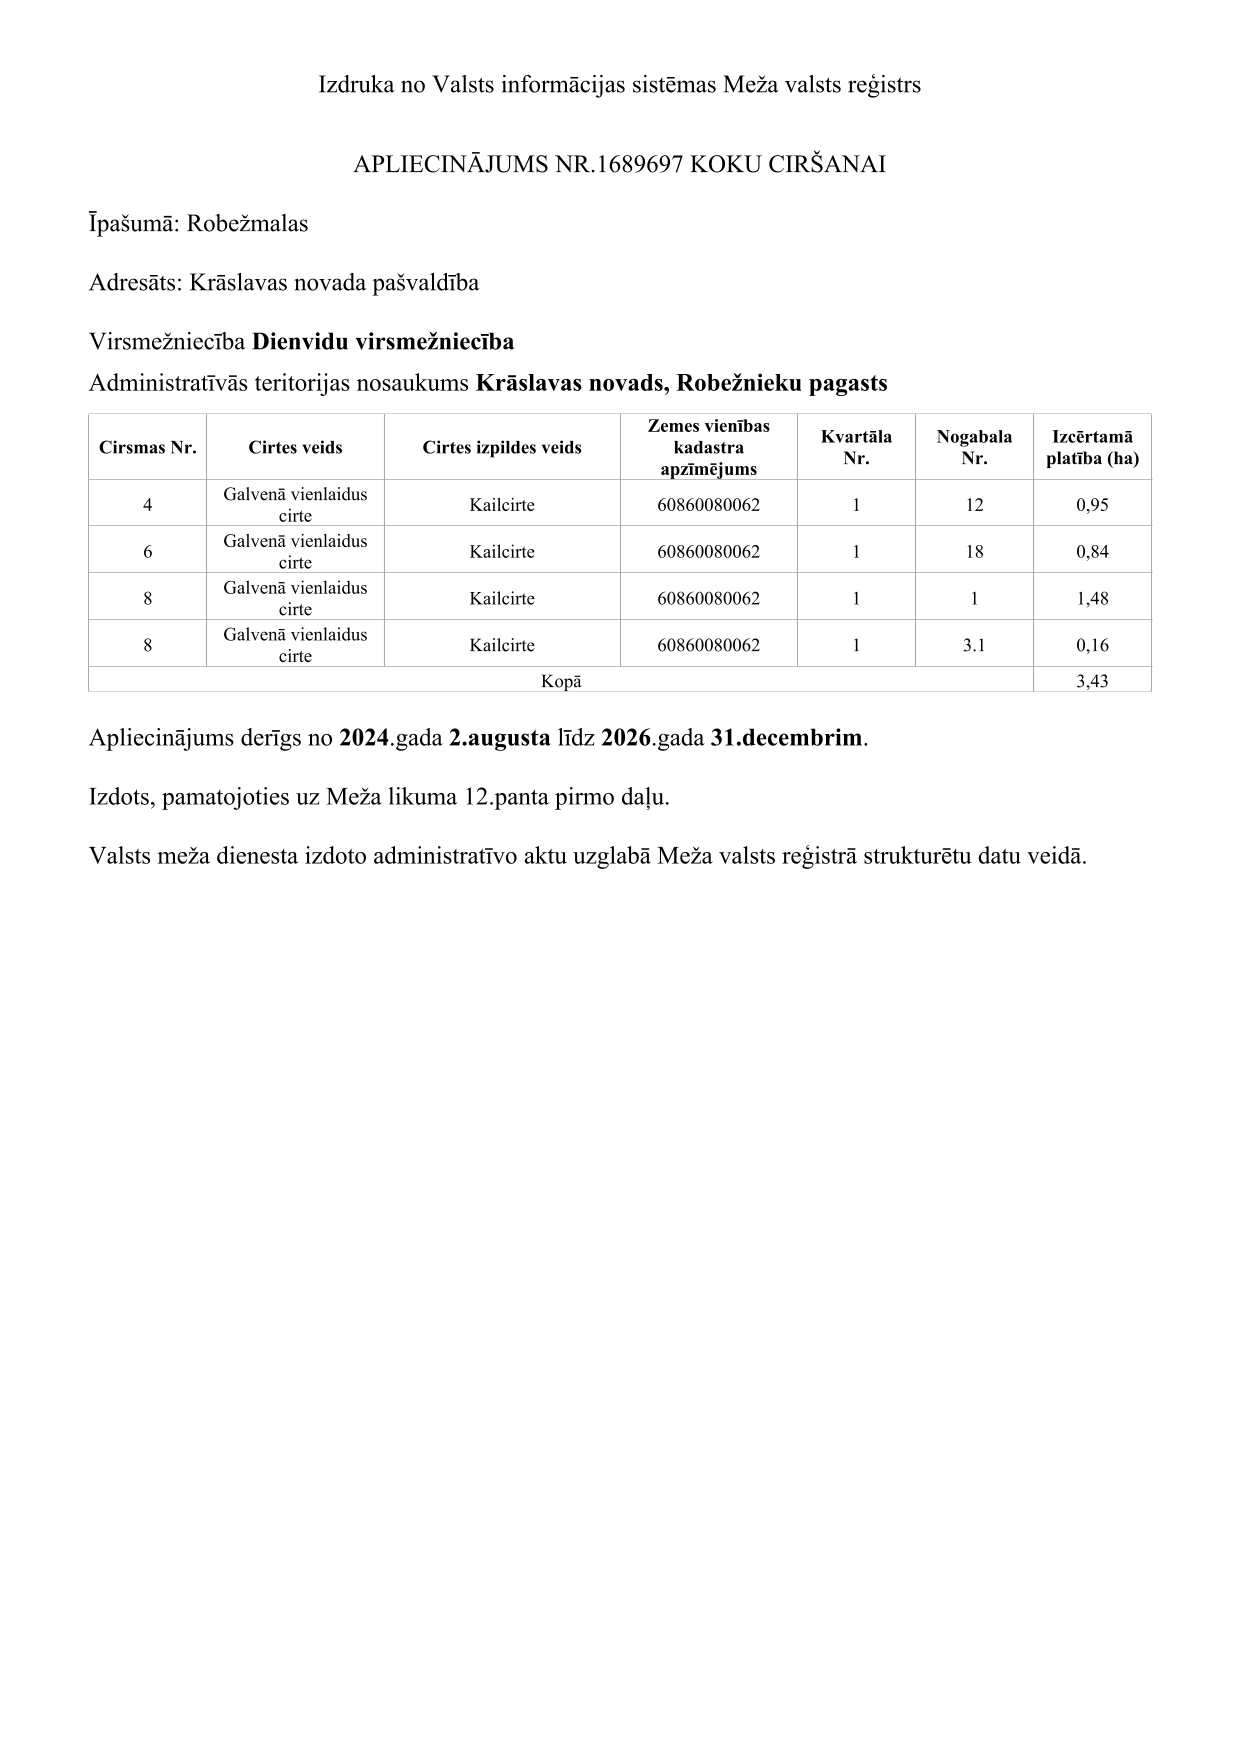 Izdruka no Valsts informācijas sistēmas Meža valsts reģistrs
APLIECINĀJUMS NR.1689697 KOKU CIRŠANAI
Īpašumā: Robežmalas
Adresāts: Krāslavas novada pašvaldība
Virsmežniecība Dienvidu virsmežniecība
Administratīvās teritorijas nosaukums Krāslavas novads, Robežnieku pagasts
Cirsmas Nr. Cirtes veids Cirtes izpildes veids Zemes vienības kadastra apzīmējums Kvartāla Nr. Nogabala Nr. Izcērtamā platība (ha)
4 Galvenā vienlaidus cirte Kailcirte 60860080062 1 12 0,95
6 Galvenā vienlaidus cirte Kailcirte 60860080062 1 18 0,84
8 Galvenā vienlaidus cirte Kailcirte 60860080062 1 1 1,48
8 Galvenā vienlaidus cirte Kailcirte 60860080062 1 3.1 0,16
Kopā 3,43
Apliecinājums derīgs no 2024.gada 2.augusta līdz 2026.gada 31.decembrim.
Izdots, pamatojoties uz Meža likuma 12.panta pirmo daļu.
Valsts meža dienesta izdoto administratīvo aktu uzglabā Meža valsts reģistrā strukturētu datu veidā.